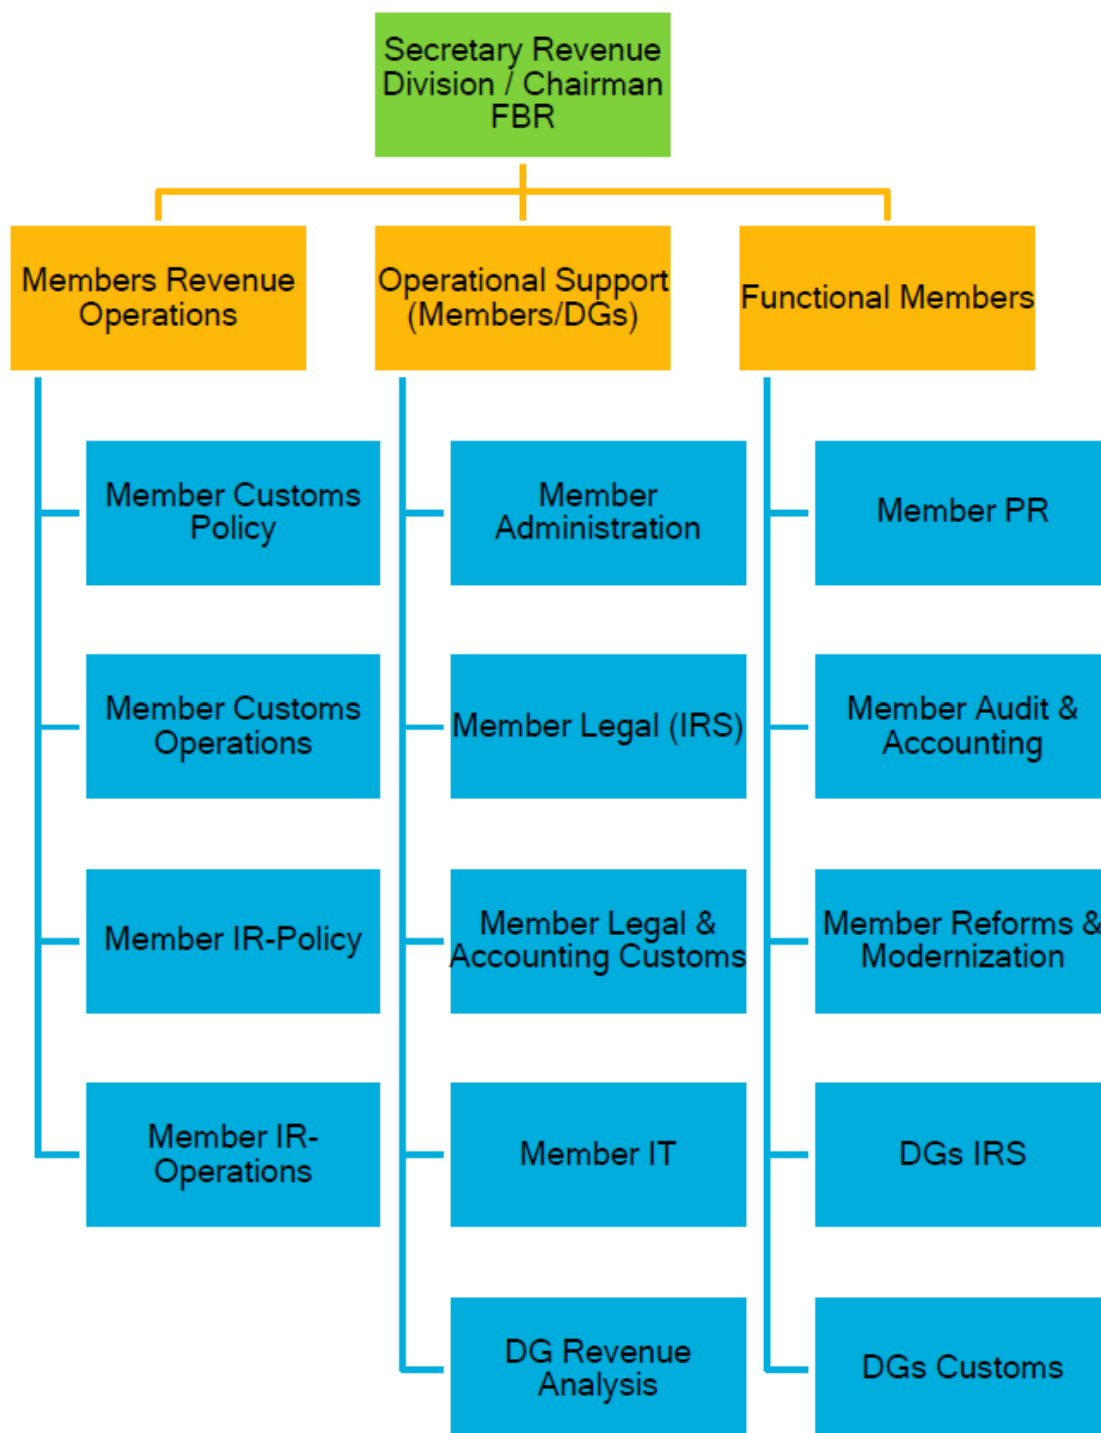 Secretary Revenue
Division / Chairman
FBR
Members Revenue
Operations
Operational Support
(Members/DGs)
Functional Members
Member Customs
Policy
Member Customs
Operations
Member IR-Policy
Member IR-
Operations
Member
Administration
Member Legal (IRS)
Member Legal &
Accounting Customs
Member IT
DG Revenue
Analysis
Member PR
Member Audit &
Accounting
Member Reforms &
Modernization
DGs IRS
DGs Customs